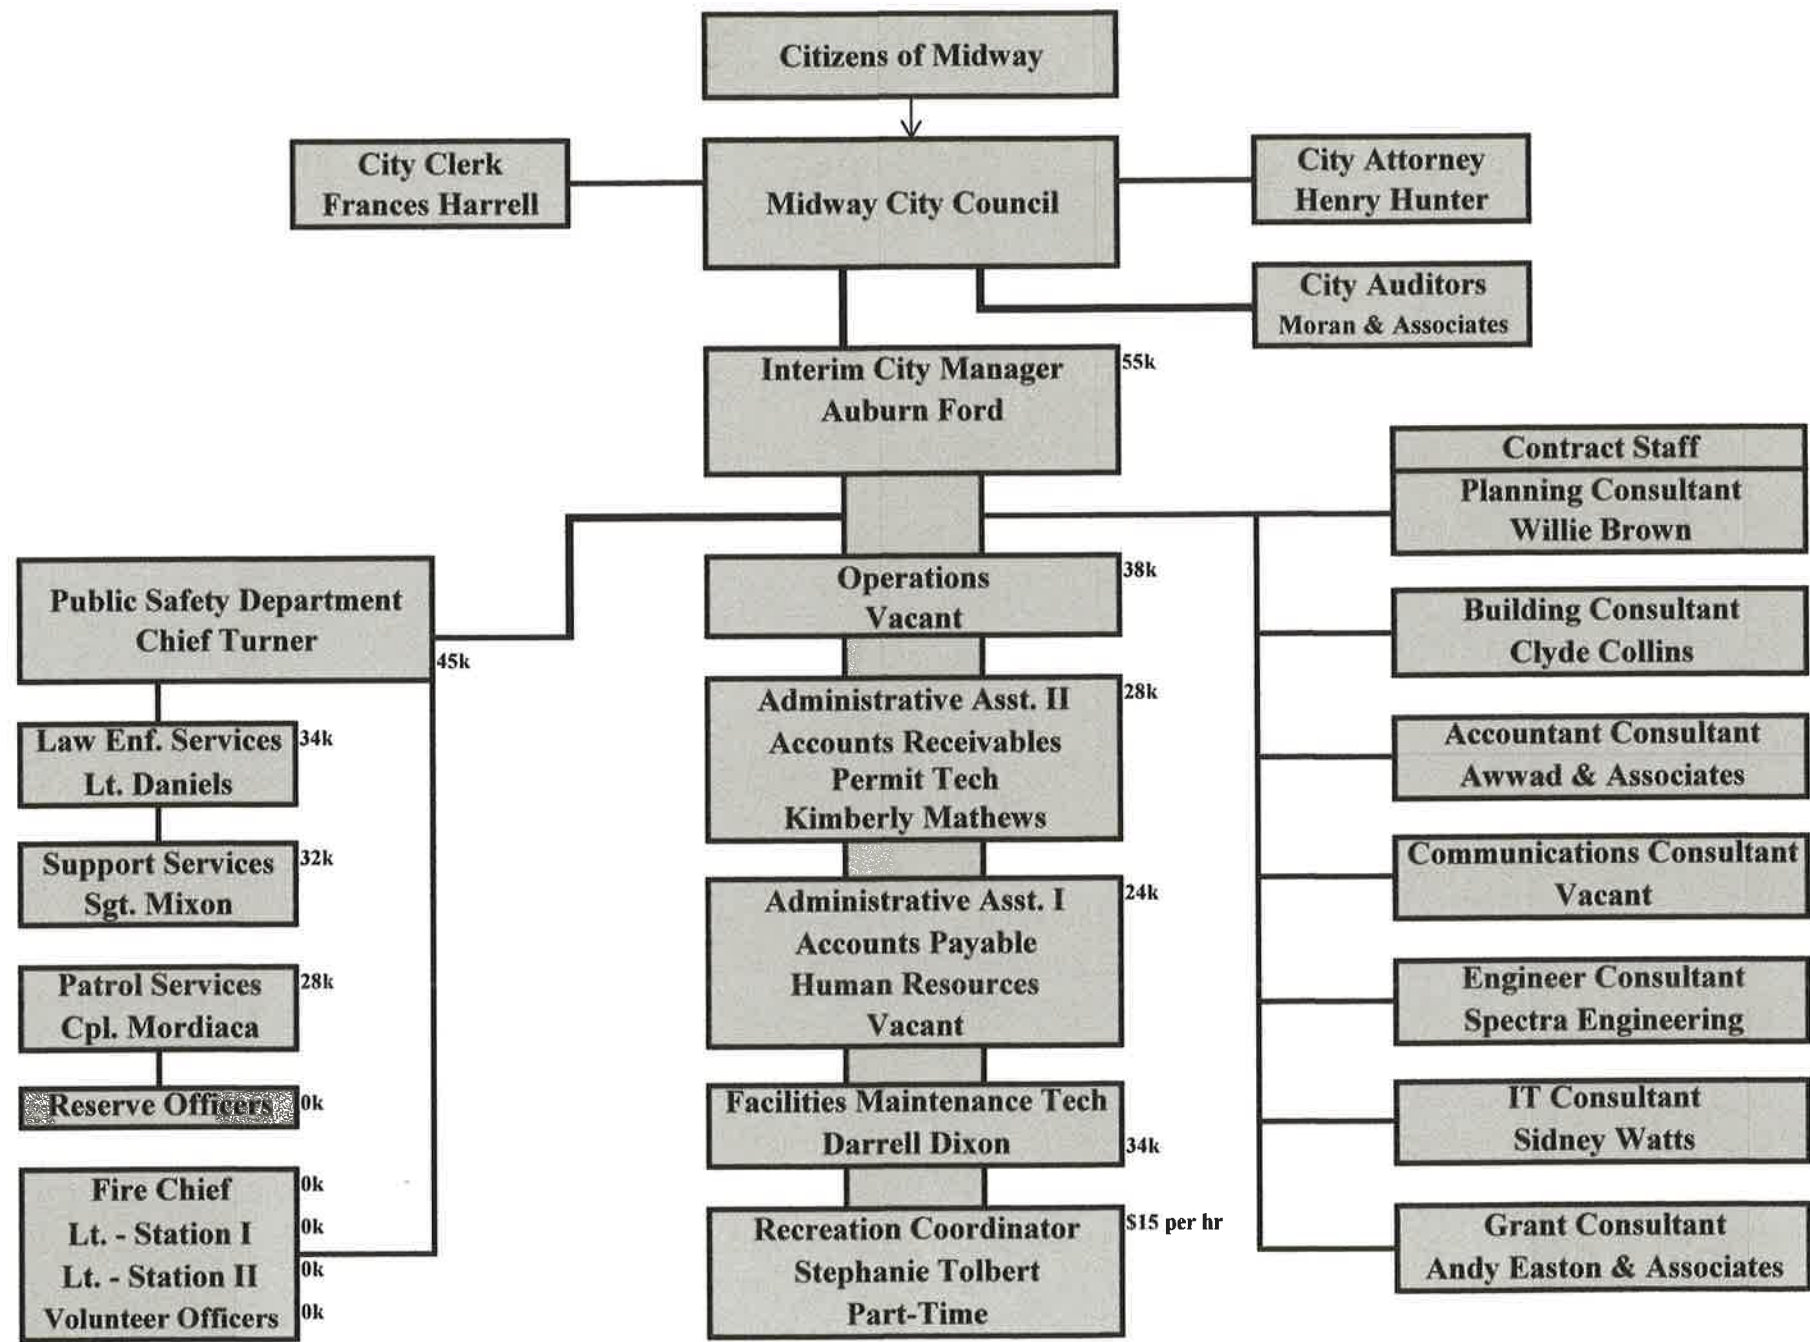 Citizens of Midway
City Clerk
Frances Harrell
Midway City Council
City Attorney
Henry Hunter
City Auditors
Moran & Associates
Interim City Manager
Auburn Ford
55k
Contract Staff
Planning Consultant
Willie Brown
Public Safety Department
Chief Turner
45k
Operations
Vacant
38k
Building Consultant
Clyde Collins
Law Enf. Services
Lt. Daniels
34k
Administrative Asst. II
Accounts Receivables
Permit Tech
Kimberly Mathews
28k
Accountant Consultant
Awwad & Associates
Support Services
Sgt. Mixon
32k
Communications Consultant
Vacant
Administrative Asst. I
Accounts Payable
Human Resources
Vacant
24k
Patrol Services
Cpl. Mordiaca
28k
Engineer Consultant
Spectra Engineering
Reserve Officers
0k
Facilities Maintenance Tech
Darrell Dixon
34k
IT Consultant
Sidney Watts
Fire Chief
0k
Lt. - Station I
0k
Lt. - Station II
0k
Volunteer Officers
0k
Recreation Coordinator
Stephanie Tolbert
Part-Time
$15 per hr
Grant Consultant
Andy Easton & Associates